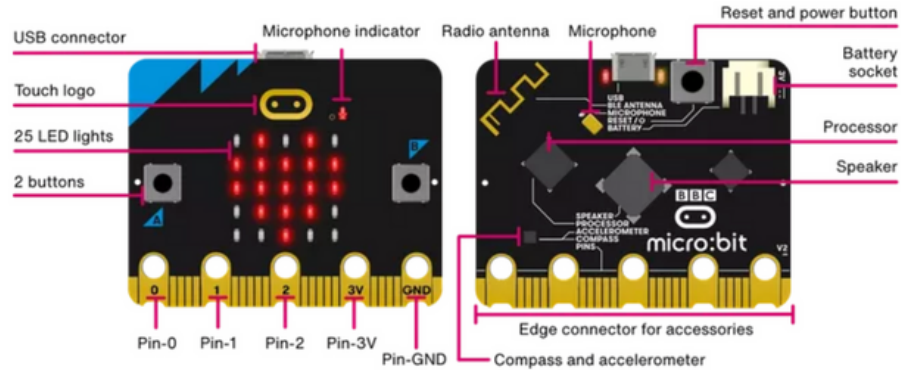 Reset and power button
USB connector
Microphone indicator
Radio antenna
Microphone
Battery
socket
Touch logo
USB
BLE ANTENNA
MICROPHONE
RESET /
BATTERY
25 LED lights
Processor
B
2 buttons
Speaker
A
BBC
SPEAKER
PROCESSOR
ACCELEROMETER
COMPASS
PINS
micro:bit
V2
0
1
2
3V
GND
Pin-0
Pin-1
Pin-2
Pin-3V
Pin-GND
Edge connector for accessories
Compass and accelerometer